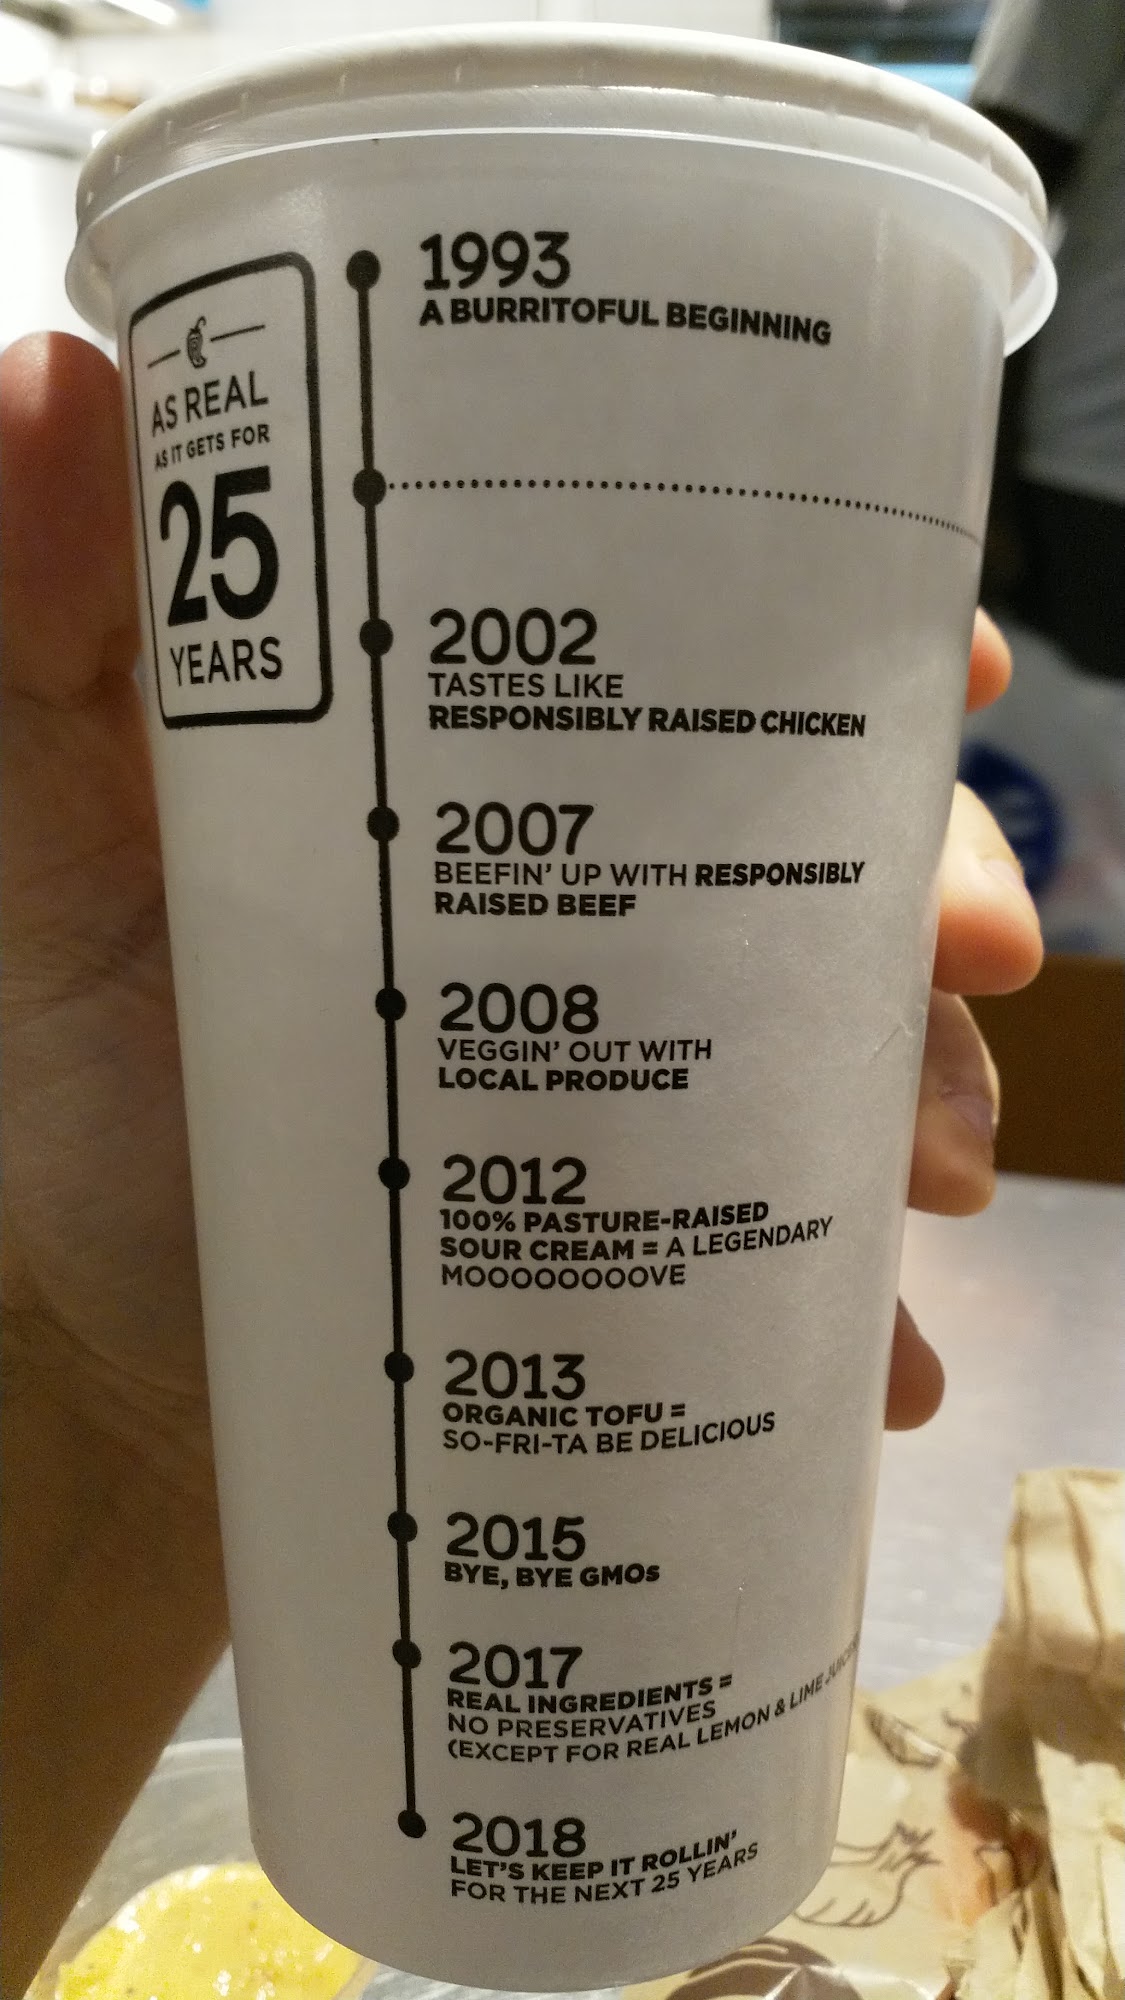 AS REAL
AS IT GETS FOR
25
YEARS
1993
A BURRITOFUL BEGINNING
2002
TASTES LIKE
RESPONSIBLY RAISED CHICKEN
2007
BEEFIN' UP WITH RESPONSIBLY
RAISED BEEF
2008
VEGGIN' OUT WITH
LOCAL PRODUCE
2012
100% PASTURE-RAISED
SOUR CREAM = A LEGENDARY
MOOOOOOOOVE
2013
ORGANIC TOFU =
SO-FRI-TA BE DELICIOUS
2015
BYE, BYE GMOs
2017
REAL INGREDIENTS =
NO PRESERVATIVES
(EXCEPT FOR REAL LEMON & LIME
2018
LET'S KEEP IT ROLLIN'
FOR THE NEXT 25 YEARS